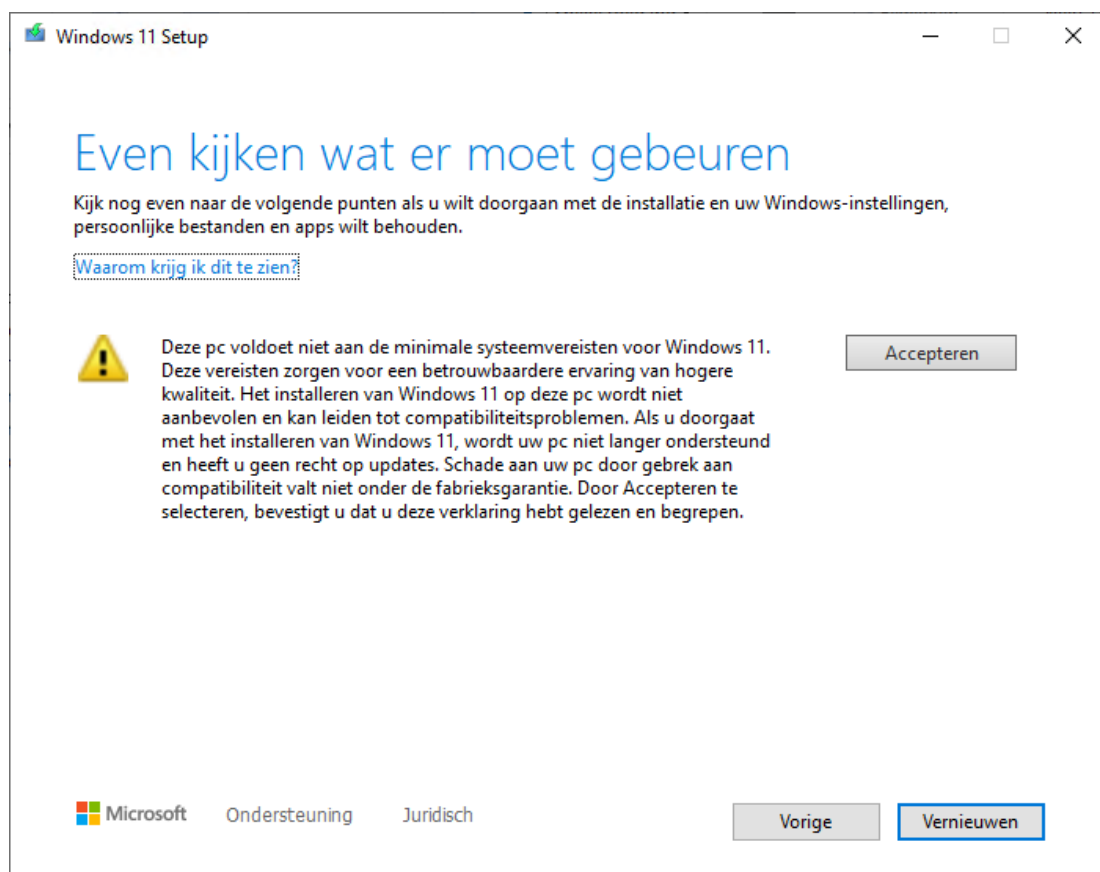 Windows 11 Setup
Even kijken wat er moet gebeuren
Kijk nog even naar de volgende punten als u wilt doorgaan met de installatie en uw Windows-instellingen,
persoonlijke bestanden en apps wilt behouden.
Waarom krijg ik dit te zien?
Deze pc voldoet niet aan de minimale systeemvereisten voor Windows 11.
Deze vereisten zorgen voor een betrouwbaardere ervaring van hogere
kwaliteit. Het installeren van Windows 11 op deze pc wordt niet
aanbevolen en kan leiden tot compatibiliteitsproblemen. Als u doorgaat
met het installeren van Windows 11, wordt uw pc niet langer ondersteund
en heeft u geen recht op updates. Schade aan uw pc door gebrek aan
compatibiliteit valt niet onder de fabrieksgarantie. Door Accepteren te
selecteren, bevestigt u dat u deze verklaring hebt gelezen en begrepen.
Accepteren
Microsoft Ondersteuning Juridisch
Vorige Vernieuwen